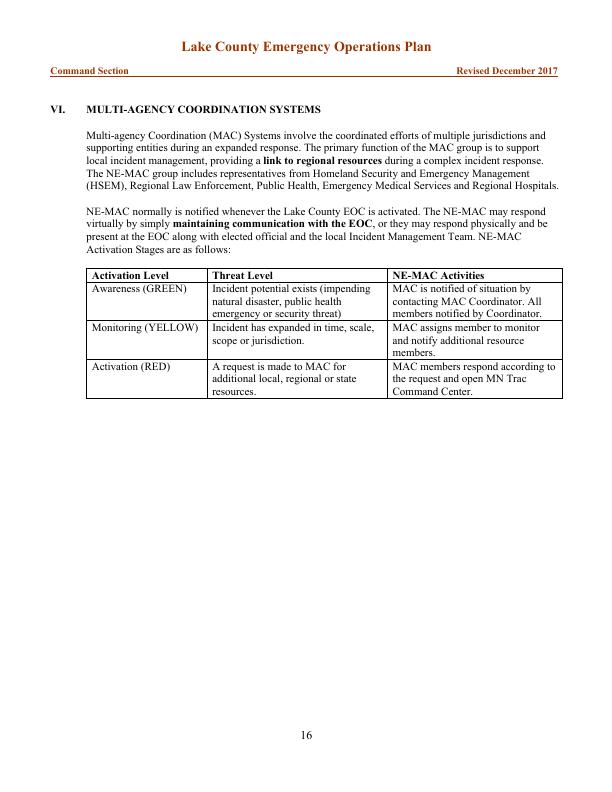 Lake County Emergency Operations Plan
Command Section Revised December 2017
VI. MULTI-AGENCY COORDINATION SYSTEMS
Multi-agency Coordination (MAC) Systems involve the coordinated efforts of multiple jurisdictions and
supporting entities during an expanded response. The primary function of the MAC group is to support
local incident management, providing a link to regional resources during a complex incident response.
The NE-MAC group includes representatives from Homeland Security and Emergency Management
(HSEM), Regional Law Enforcement, Public Health, Emergency Medical Services and Regional Hospitals.
NE-MAC normally is notified whenever the Lake County EOC is activated. The NE-MAC may respond
virtually by simply maintaining communication with the EOC, or they may respond physically and be
present at the EOC along with elected official and the local Incident Management Team. NE-MAC
Activation Stages are as follows:
Activation Level Threat Level NE-MAC Activities
Awareness (GREEN) Incident potential exists (impending MAC is notified of situation by
natural disaster, public health contacting MAC Coordinator. All
emergency or security threat) members notified by Coordinator.
Monitoring (YELLOW) Incident has expanded in time, scale, MAC assigns member to monitor
scope or jurisdiction. and notify additional resource
members.
Activation (RED) A request is made to MAC for MAC members respond according to
additional local, regional or state the request and open MN Trac
resources. Command Center.
16